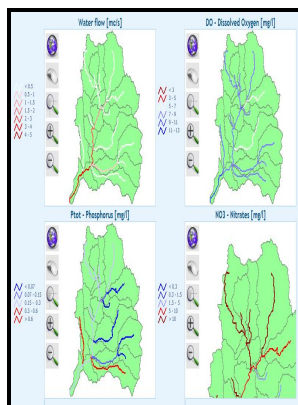 Water flow [mc/s]
< 0.5
0.5 - 1
1 - 1.5
1.5 - 2
2 - 3
3 - 4
4 - 5
DO - Dissolved Oxygen [mg/l]
< 3
3 - 5
5 - 7
7 - 9
9 - 11
11 - 13
Ptot - Phosphorus [mg/l]
< 0.07
0.07 - 0.15
0.15 - 0.3
0.3 - 0.6
> 0.6
NO3 - Nitrates [mg/l]
< 0.3
0.3 - 1.5
1.5 - 5
5 - 10
> 10